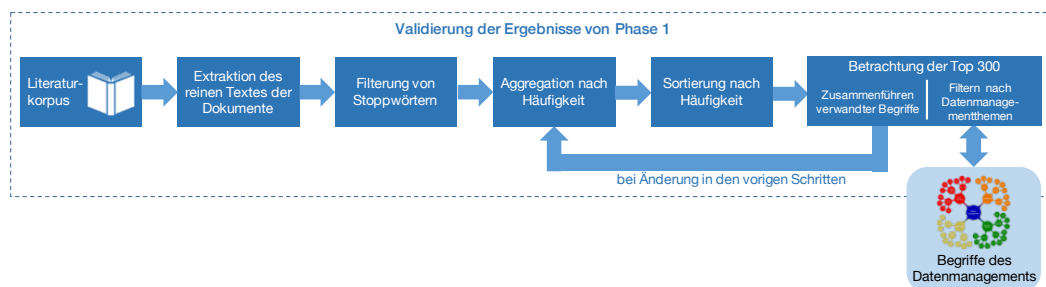 Validierung der Ergebnisse von Phase 1
Literatur-
korpus
Extraktion des
reinen Textes der
Dokumente
Filterung von
Stoppwörtern
Aggregation nach
Häufigkeit
Sortierung nach
Häufigkeit
Betrachtung der Top 300
Zusammenführen
verwandter Begriffe
Filtern nach
Datenmanage-
mentthemen
bei Änderung in den vorigen Schritten
Begriffe des
Datenmanagements